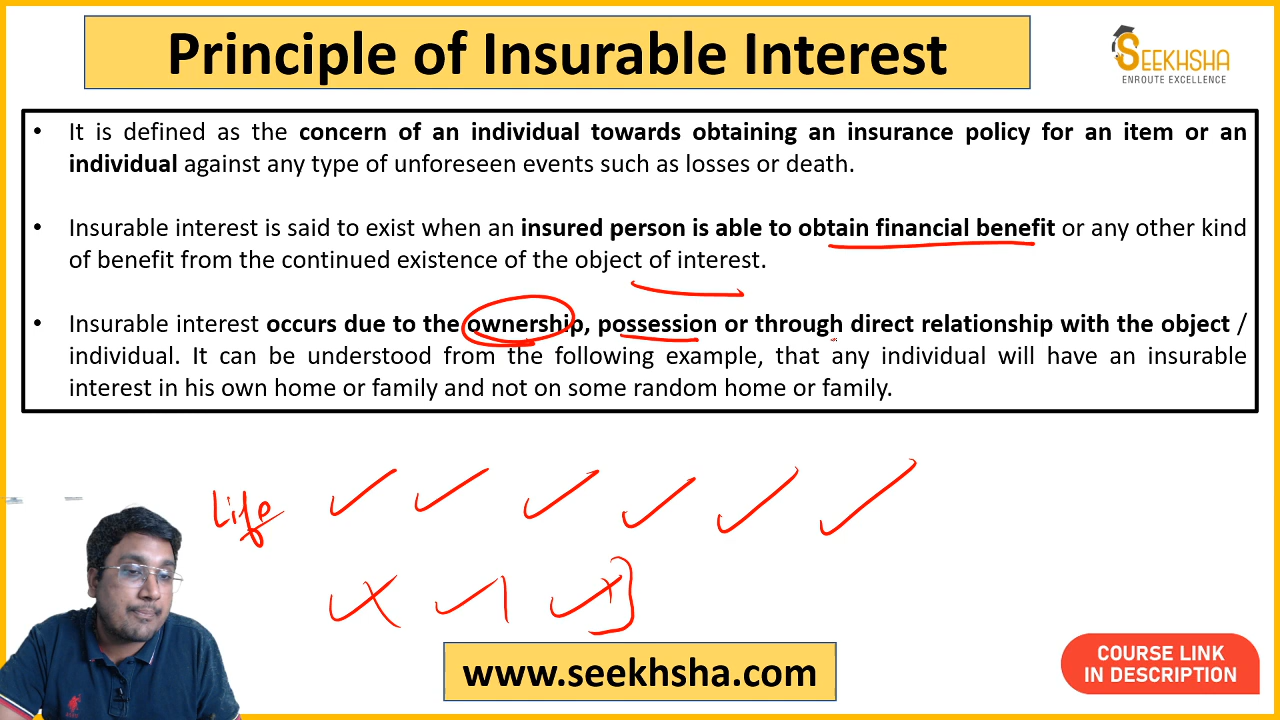 Principle of Insurable Interest
SEEKHSHA
ENROUTE EXCELLENCE
• It is defined as the concern of an individual towards obtaining an insurance policy for an item or an
individual against any type of unforeseen events such as losses or death.
• Insurable interest is said to exist when an insured person is able to obtain financial benefit or any other kind
of benefit from the continued existence of the object of interest.
• Insurable interest occurs due to the ownership, possession or through direct relationship with the object /
individual. It can be understood from the following example, that any individual will have an insurable
interest in his own home or family and not on some random home or family.
Life
www.seekhsha.com
COURSE LINK
IN DESCRIPTION